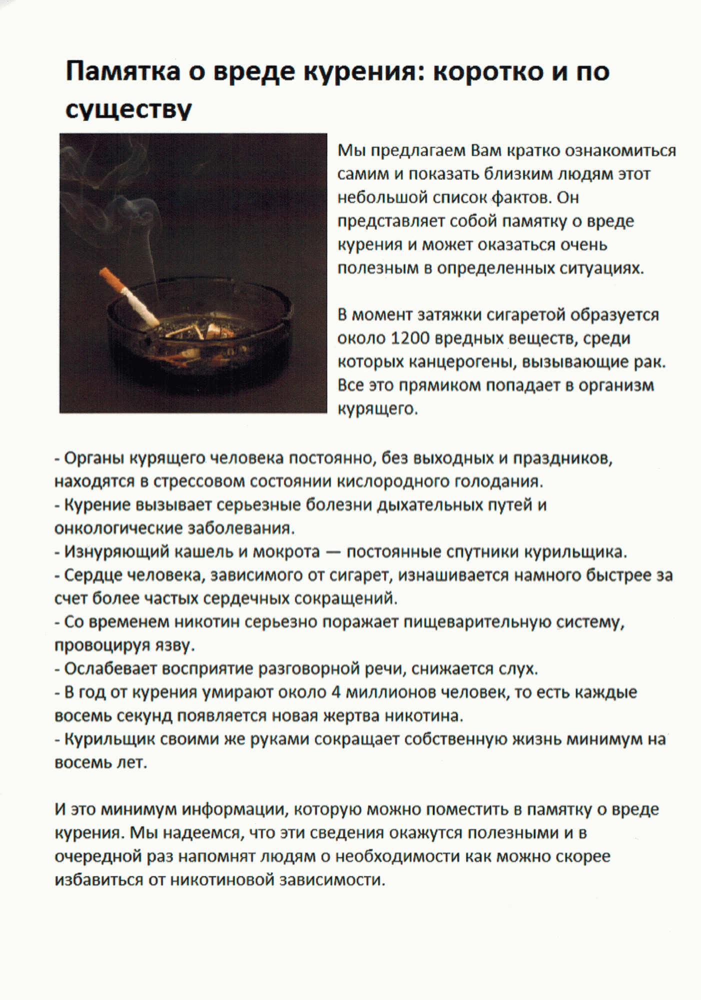 Памятка о вреде курения: коротко и по
существу
Мы предлагаем Вам кратко ознакомиться
самим и показать близким людям этот
небольшой список фактов. Он
представляет собой памятку о вреде
курения и может оказаться очень
полезным в определенных ситуациях.
В момент затяжки сигаретой образуется
около 1200 вредных веществ, среди
которых канцерогены, вызывающие рак.
Все это прямиком попадает в организм
курящего.
- Органы курящего человека постоянно, без выходных и праздников,
находятся в стрессовом состоянии кислородного голодания.
- Курение вызывает серьезные болезни дыхательных путей и
онкологические заболевания.
- Изнуряющий кашель и мокрота — постоянные спутники курильщика.
- Сердце человека, зависимого от сигарет, изнашивается намного быстрее за
счет более частых сердечных сокращений.
- Со временем никотин серьезно поражает пищеварительную систему,
провоцируя язву.
- Ослабевает восприятие разговорной речи, снижается слух.
- В год от курения умирают около 4 миллионов человек, то есть каждые
восемь секунд появляется новая жертва никотина.
- Курильщик своими же руками сокращает собственную жизнь минимум на
восемь лет.
И это минимум информации, которую можно поместить в памятку о вреде
курения. Мы надеемся, что эти сведения окажутся полезными и в
очередной раз напомнят людям о необходимости как можно скорее
избавиться от никотиновой зависимости.